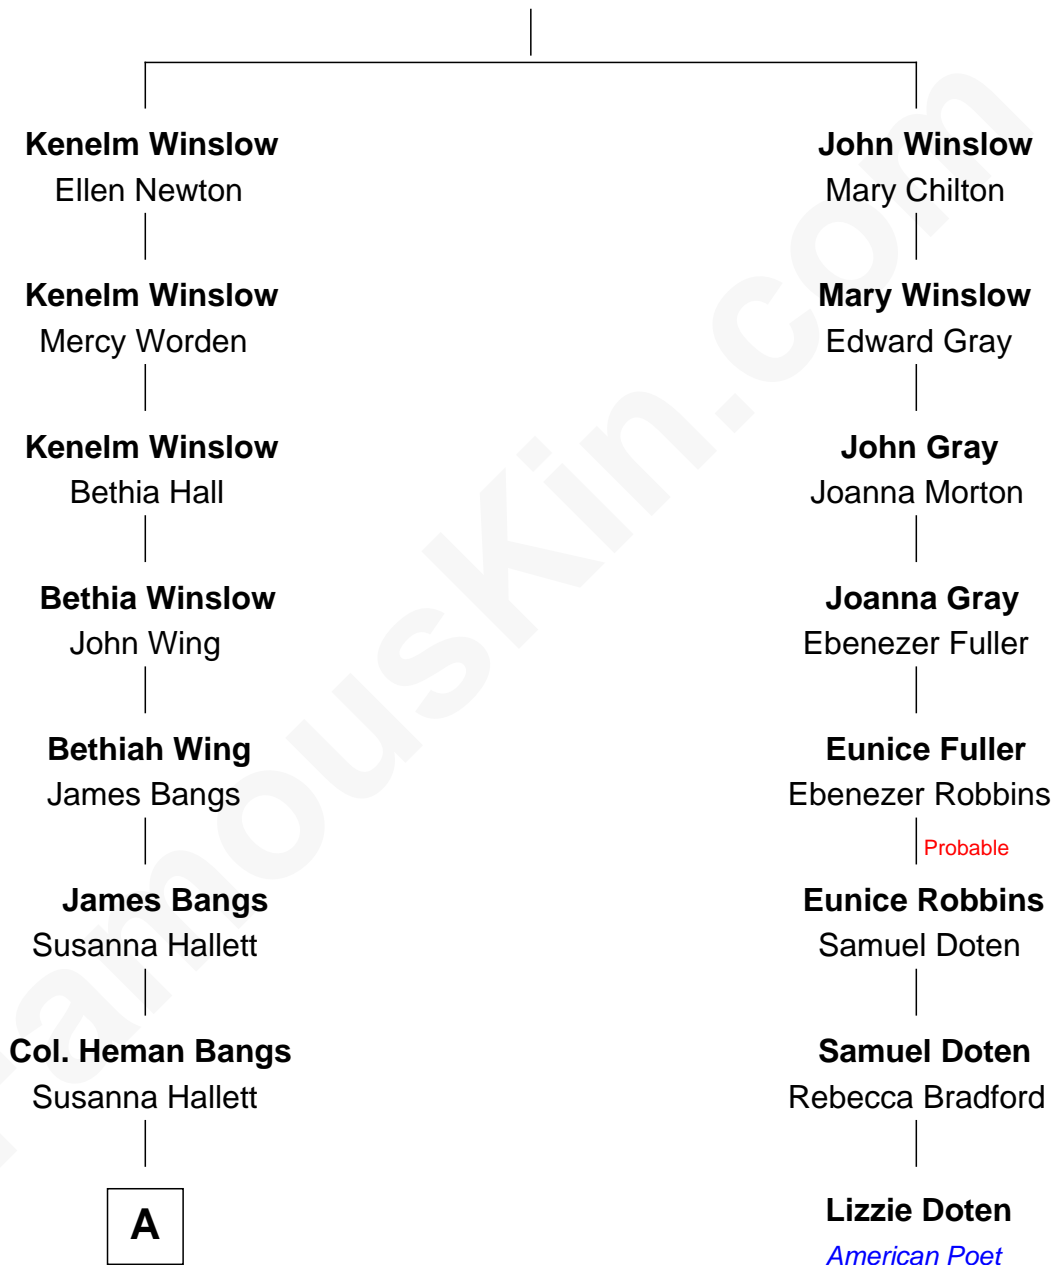 Kenelm Winslow
Ellen Newton
John Winslow
Mary Chilton
Kenelm Winslow
Mercy Worden
Mary Winslow
Edward Gray
Kenelm Winslow
Bethia Hall
John Gray
Joanna Morton
Bethia Winslow
John Wing
Joanna Gray
Ebenezer Fuller
Bethiah Wing
James Bangs
Eunice Fuller
Ebenezer Robbins
Probable
James Bangs
Susanna Hallett
Eunice Robbins
Samuel Doten
Col. Heman Bangs
Susanna Hallett
Samuel Doten
Rebecca Bradford
A
Lizzie Doten
American Poet
FamousKin.com